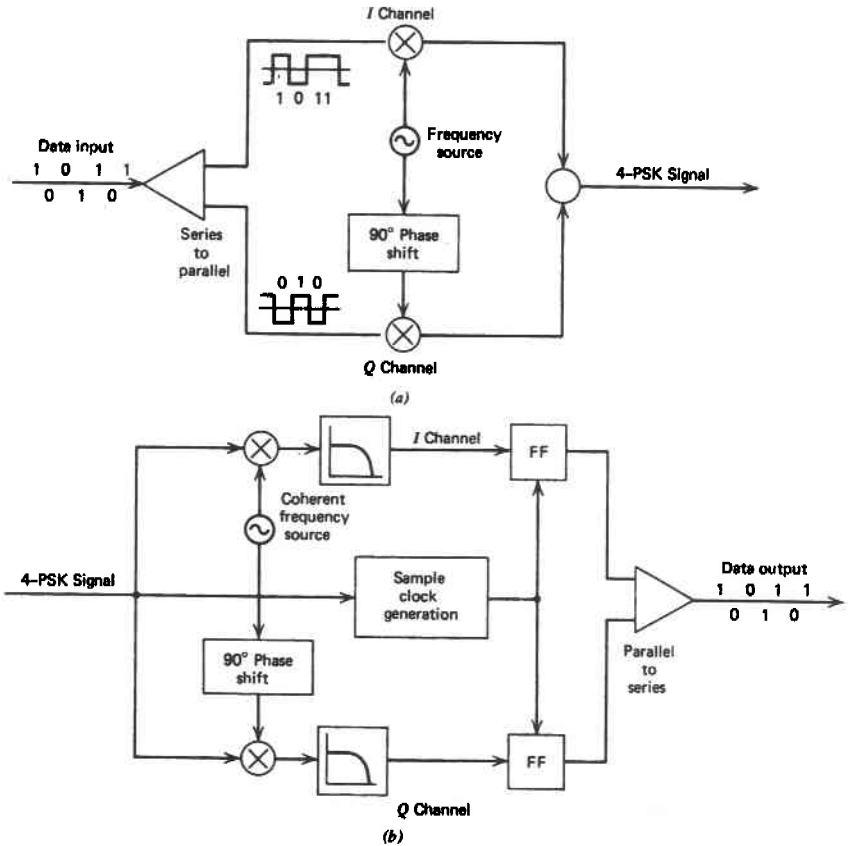 I Channel
1 0 1 1
Data input
1 0 1 1
0 1 0
Frequency
source
4-PSK Signal
Series
to
parallel
90° Phase
shift
0 1 0
Q Channel
(a)
I Channel
FF
Coherent
frequency
source
4-PSK Signal
Sample
clock
generation
Data output
1 0 1 1
0 1 0
90° Phase
shift
Parallel
to
series
FF
Q Channel
(b)